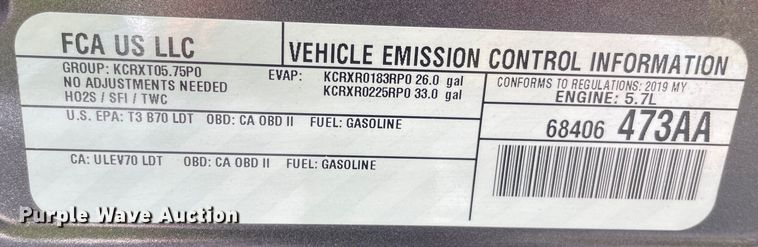 FCA US LLC
VEHICLE EMISSION CONTROL INFORMATION
GROUP: KCRXT05.75P0
NO ADJUSTMENTS NEEDED
HO2S / SFI / TWC
EVAP: KCRXR0183RP0 26.0 gal
KCRXR0225RP0 33.0 gal
CONFORMS TO REGULATIONS: 2019 MY
ENGINE: 5.7L
U.S. EPA: T3 B70 LDT OBD: CA OBD II FUEL: GASOLINE
68406 473AA
CA: ULEV70 LDT OBD: CA OBD II FUEL: GASOLINE
Purple Wave Auction